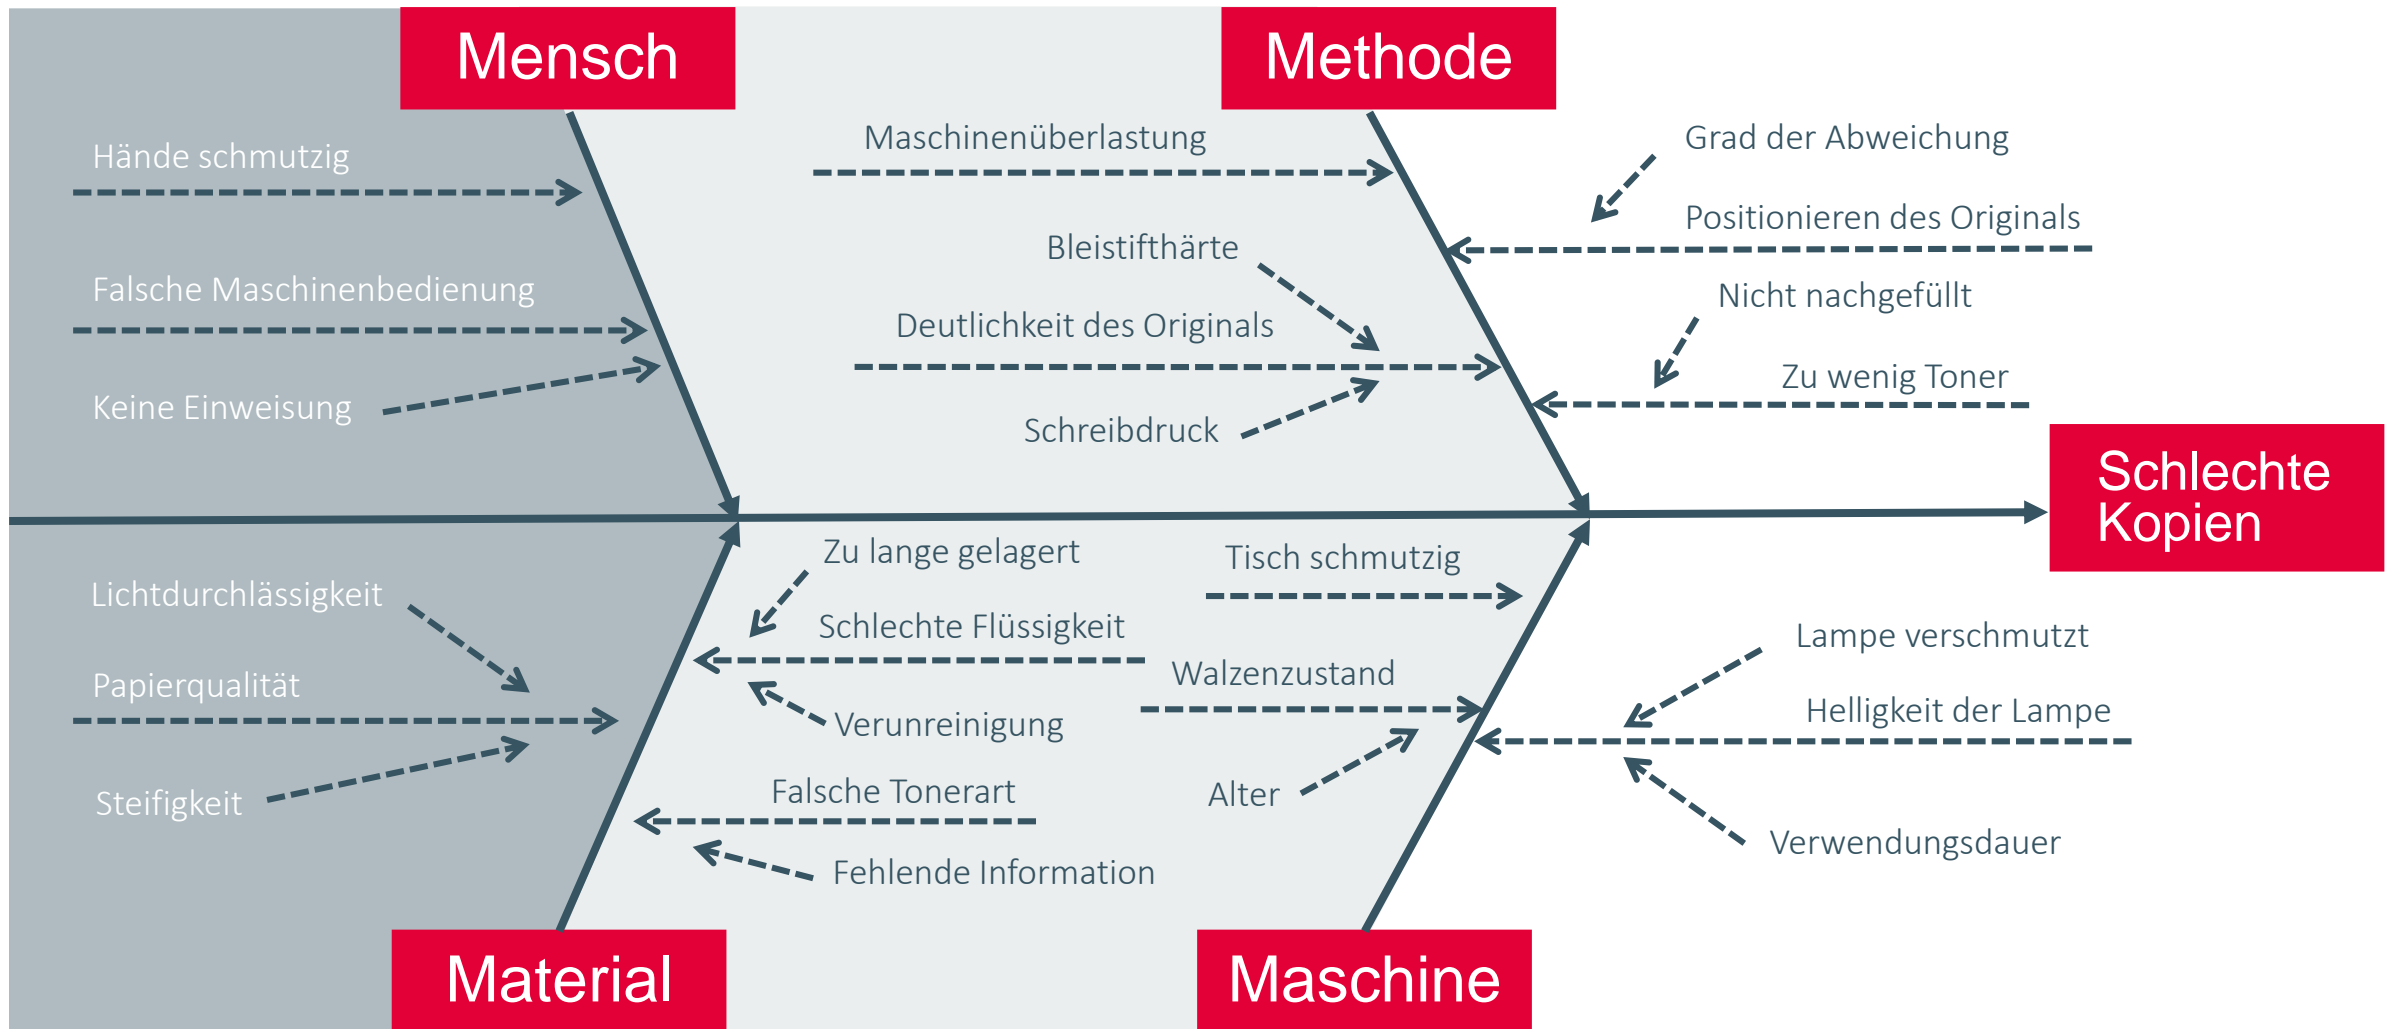 Mensch
Methode
Hände schmutzig
Falsche Maschinenbedienung
Keine Einweisung
Maschinenüberlastung
Bleistifthärte
Deutlichkeit des Originals
Schreibdruck
Grad der Abweichung
Positionieren des Originals
Nicht nachgefüllt
Zu wenig Toner
Schlechte
Kopien
Lichtdurchlässigkeit
Papierqualität
Steifigkeit
Zu lange gelagert
Schlechte Flüssigkeit
Verunreinigung
Falsche Tonerart
Fehlende Information
Tisch schmutzig
Walzenzustand
Alter
Lampe verschmutzt
Helligkeit der Lampe
Verwendungsdauer
Material
Maschine